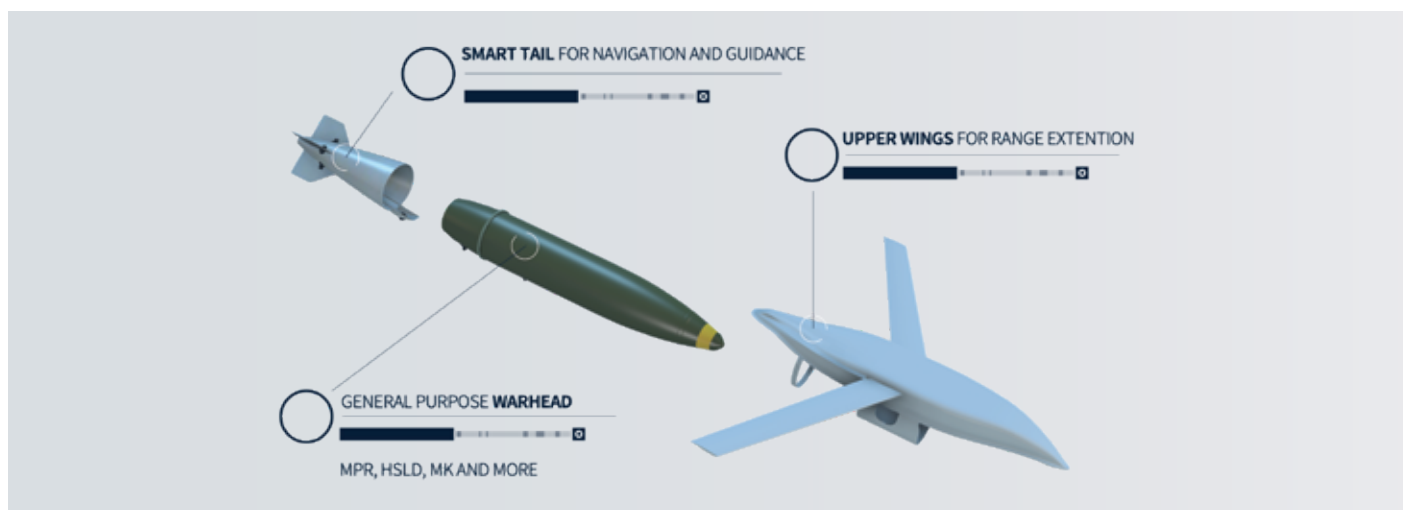 SMART TAIL FOR NAVIGATION AND GUIDANCE
UPPER WINGS FOR RANGE EXTENTION
GENERAL PURPOSE WARHEAD
MPR, HSLD, MK AND MORE